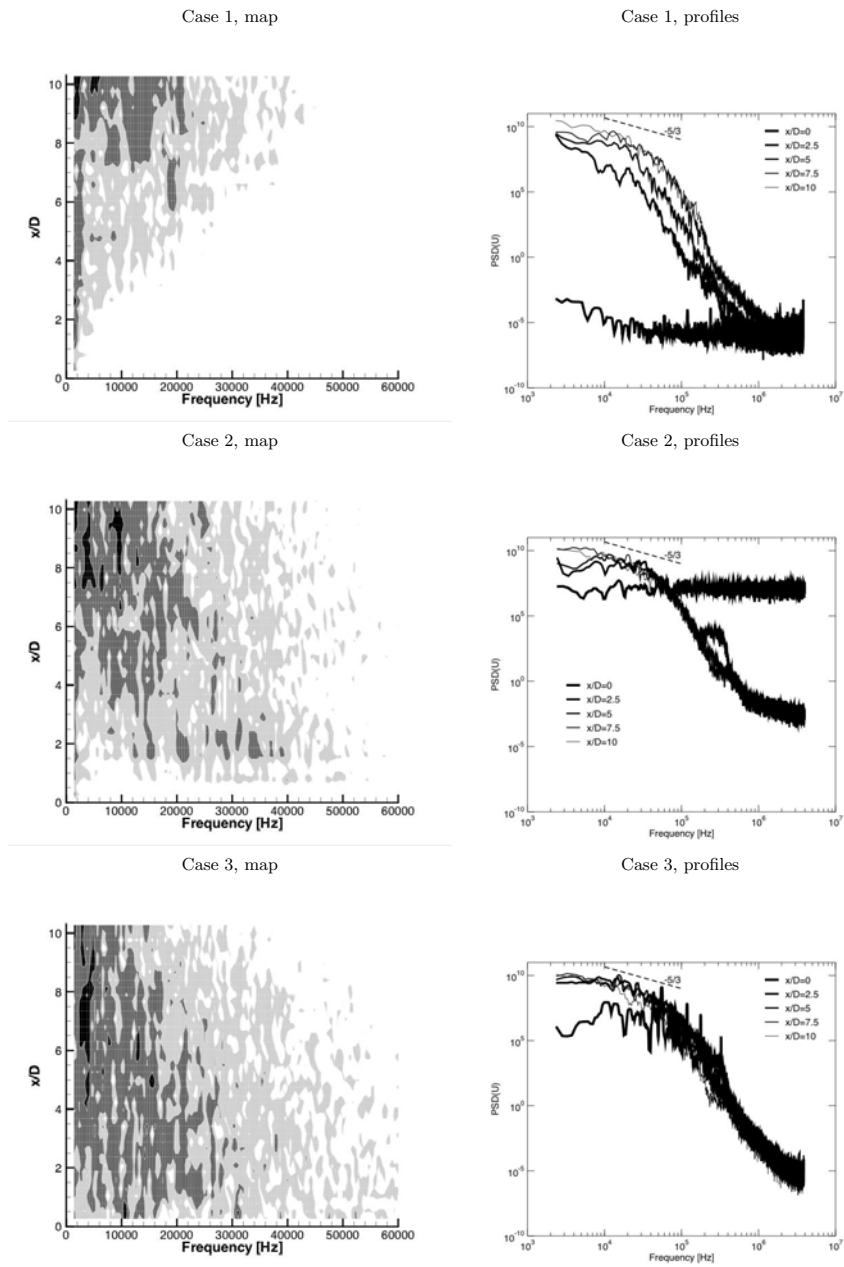 Case 1, map
Case 1, profiles
10
8
6
4
2
0
x/D
0 10000 20000 30000 40000 50000 60000
Frequency [Hz]
10^10
10^5
10^0
10^-5
10^-10
PSD(U)
-5/3
x/D=0
x/D=2.5
x/D=5
x/D=7.5
x/D=10
10^3 10^4 10^5 10^6 10^7
Frequency [Hz]
Case 2, map
Case 2, profiles
10
8
6
4
2
0
x/D
0 10000 20000 30000 40000 50000 60000
Frequency [Hz]
10^10
10^5
10^0
10^-5
10^-10
PSD(U)
-5/3
x/D=0
x/D=2.5
x/D=5
x/D=7.5
x/D=10
10^3 10^4 10^5 10^6 10^7
Frequency [Hz]
Case 3, map
Case 3, profiles
10
8
6
4
2
0
x/D
0 10000 20000 30000 40000 50000 60000
Frequency [Hz]
10^10
10^5
10^0
10^-5
10^-10
PSD(U)
-5/3
x/D=0
x/D=2.5
x/D=5
x/D=7.5
x/D=10
10^3 10^4 10^5 10^6 10^7
Frequency [Hz]